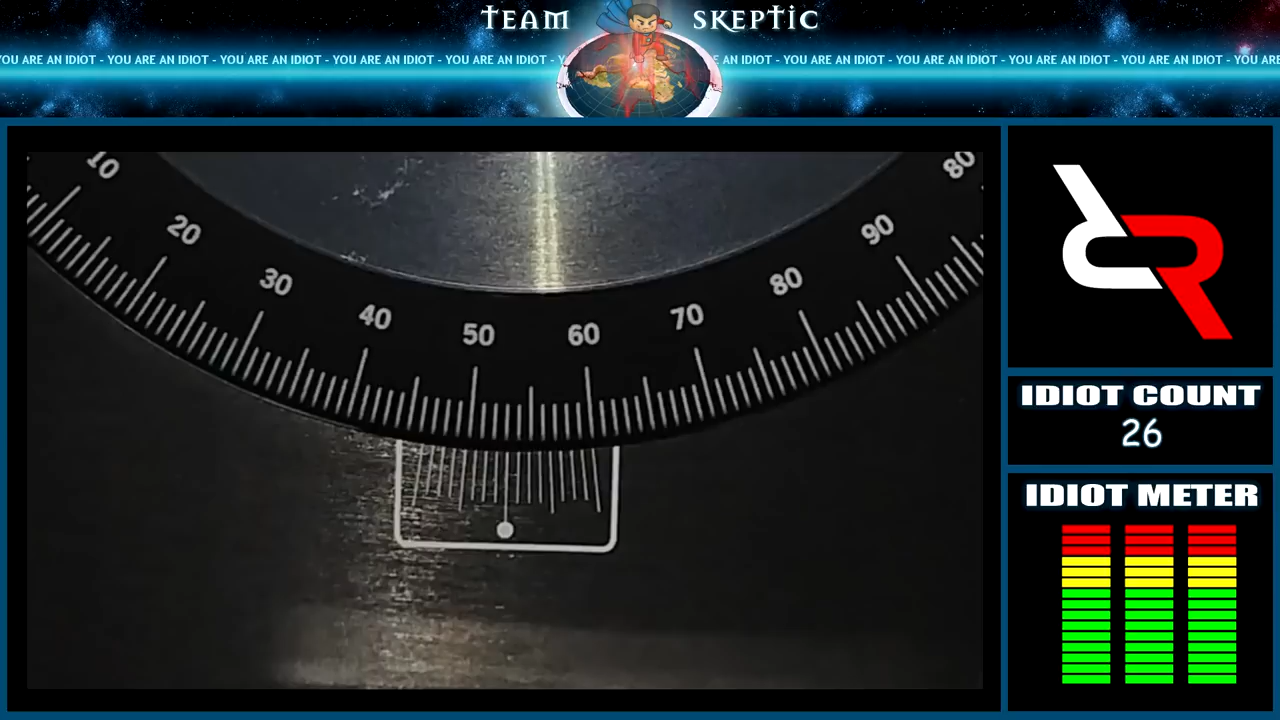 TEAM SKEPTIC
YOU ARE AN IDIOT - YOU ARE AN IDIOT - YOU ARE AN IDIOT - YOU ARE AN IDIOT - YOU ARE AN IDIOT - Y E AN IDIOT - YOU ARE AN IDIOT - YOU ARE AN IDIOT - YOU ARE AN IDIOT - YOU ARE AN IDIOT - YOU ARE
10 20 30 40 50 60 70 80 90 80
IDIOT COUNT
26
IDIOT METER